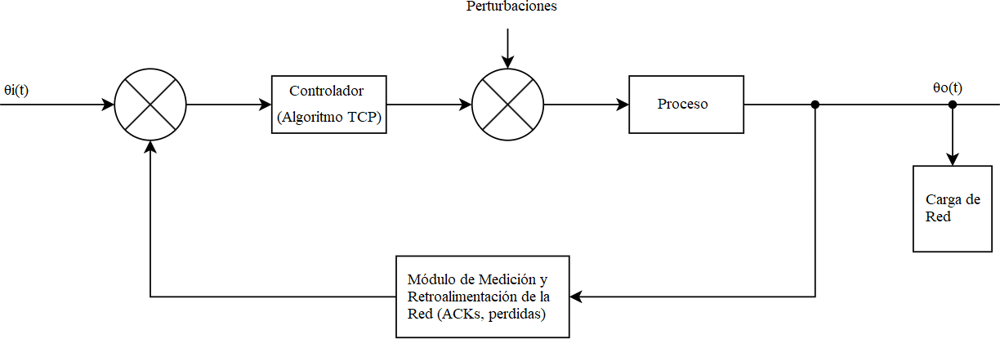 Perturbaciones
θi(t)
Controlador
(Algoritmo TCP)
Proceso
θo(t)
Carga de
Red
Módulo de Medición y
Retroalimentación de la
Red (ACKs, perdidas)